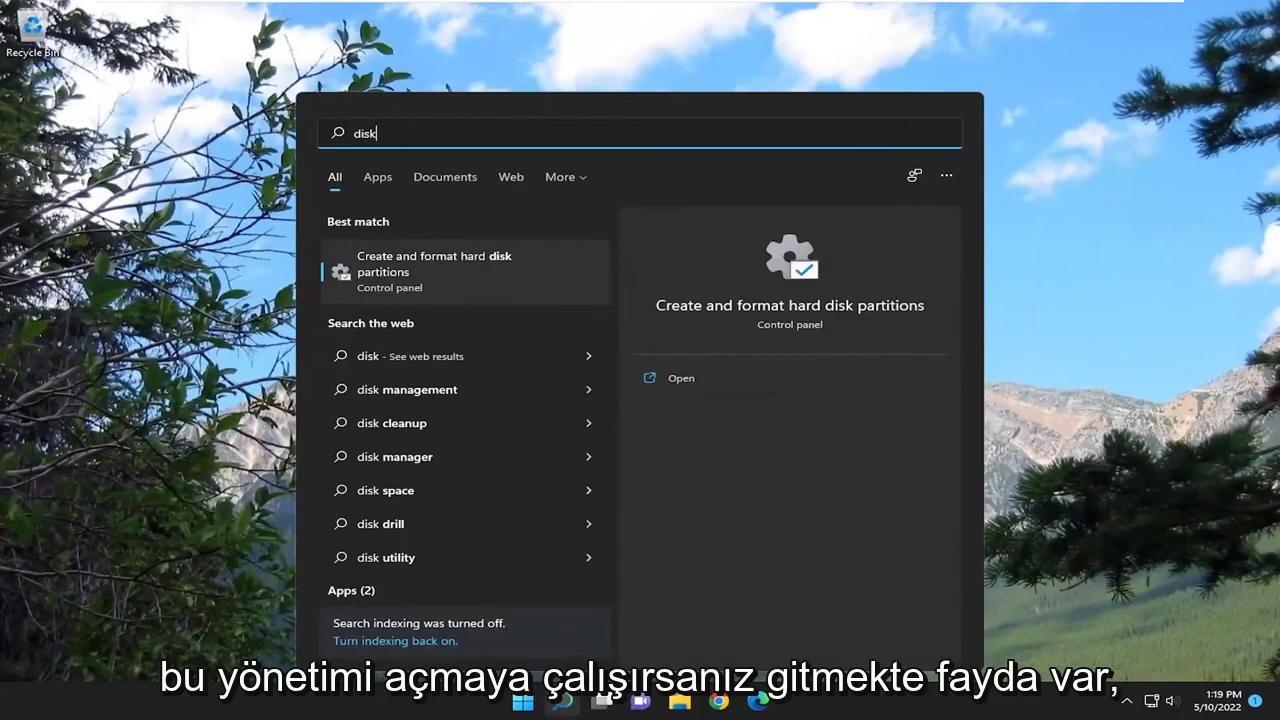 Recycle Bin
disk
All Apps Documents Web More
Best match
Create and format hard disk
partitions
Control panel
Create and format hard disk partitions
Control panel
Open
Search the web
disk - See web results
disk management
disk cleanup
disk manager
disk space
disk drill
disk utility
Apps (2)
Search indexing was turned off.
Turn indexing back on.
bu yönetimi açmaya çalışırsanız gitmekte fayda var,
1:19 PM
5/10/2022
1